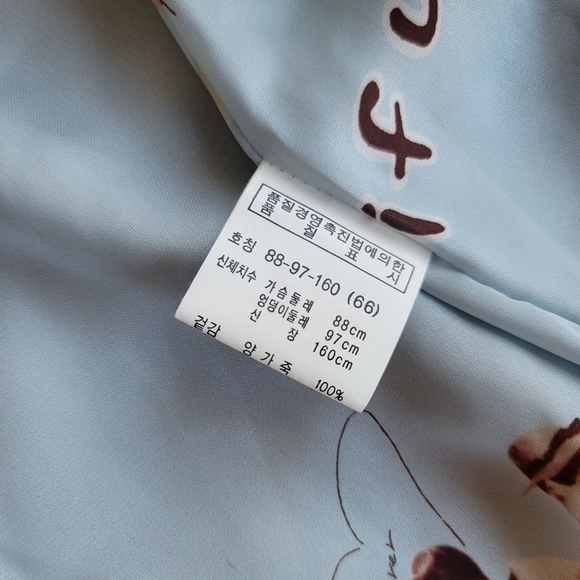 품질경영촉진법에의한
품 질 표 시
호칭 88-97-160 (66)
신체치수 가슴둘레 88cm
엉덩이둘레 97cm
신 장 160cm
겉감 양가죽 100%
if
ver